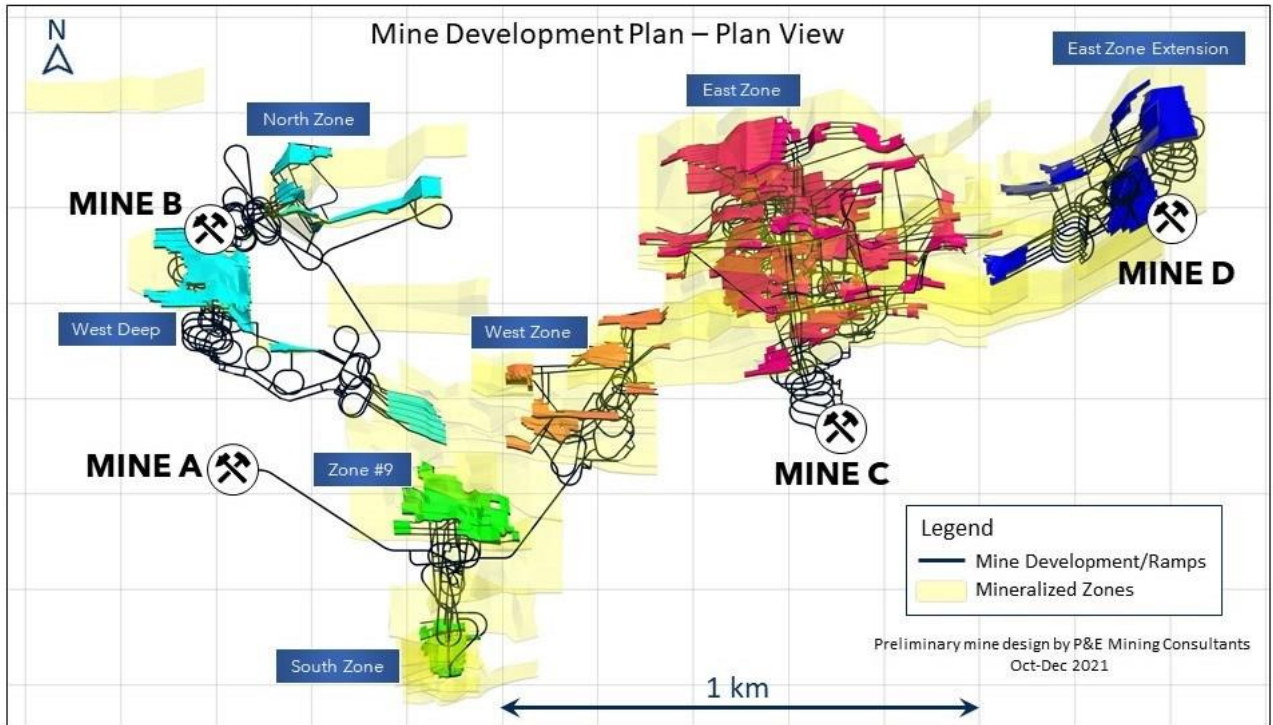 Mine Development Plan – Plan View
N
East Zone Extension
East Zone
North Zone
MINE B
MINE D
West Deep
West Zone
MINE A
Zone #9
MINE C
Legend
Mine Development/Ramps
Mineralized Zones
South Zone
Preliminary mine design by P&E Mining Consultants
Oct-Dec 2021
1 km